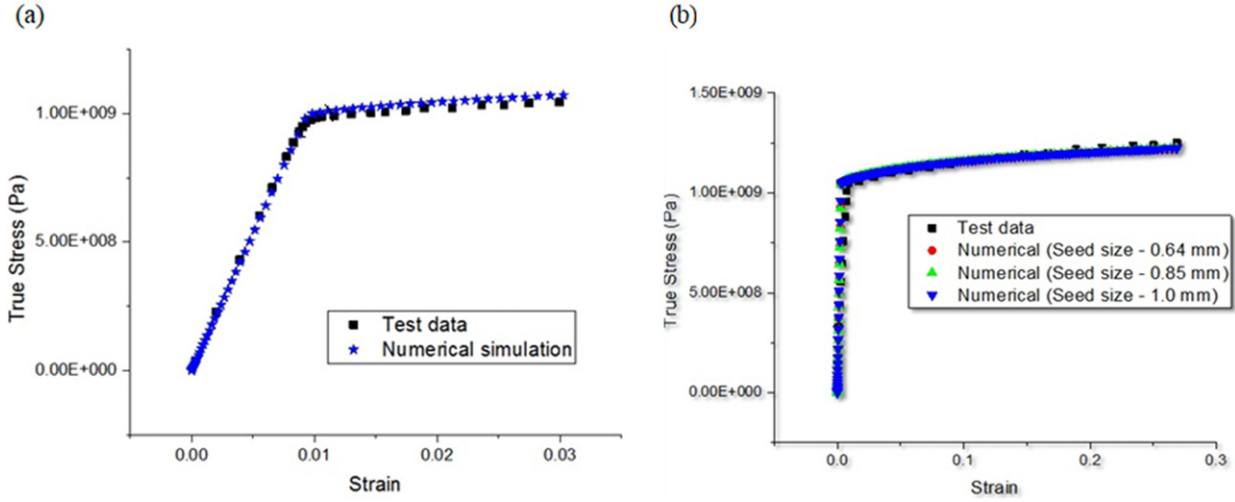 (a)
True Stress (Pa)
1.00E+009
5.00E+008
0.00E+000
Test data
Numerical simulation
0.00
0.01
0.02
0.03
Strain
(b)
True Stress (Pa)
1.50E+009
1.00E+009
5.00E+008
0.00E+000
Test data
Numerical (Seed size - 0.64 mm)
Numerical (Seed size - 0.85 mm)
Numerical (Seed size - 1.0 mm)
0.0
0.1
0.2
0.3
Strain